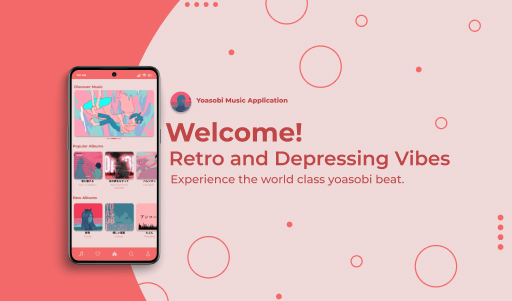 Yoasobi Music Application
Welcome!
Retro and Depressing Vibes
Experience the world class yoasobi beat.
Discover Music
Popular Albums
New Albums